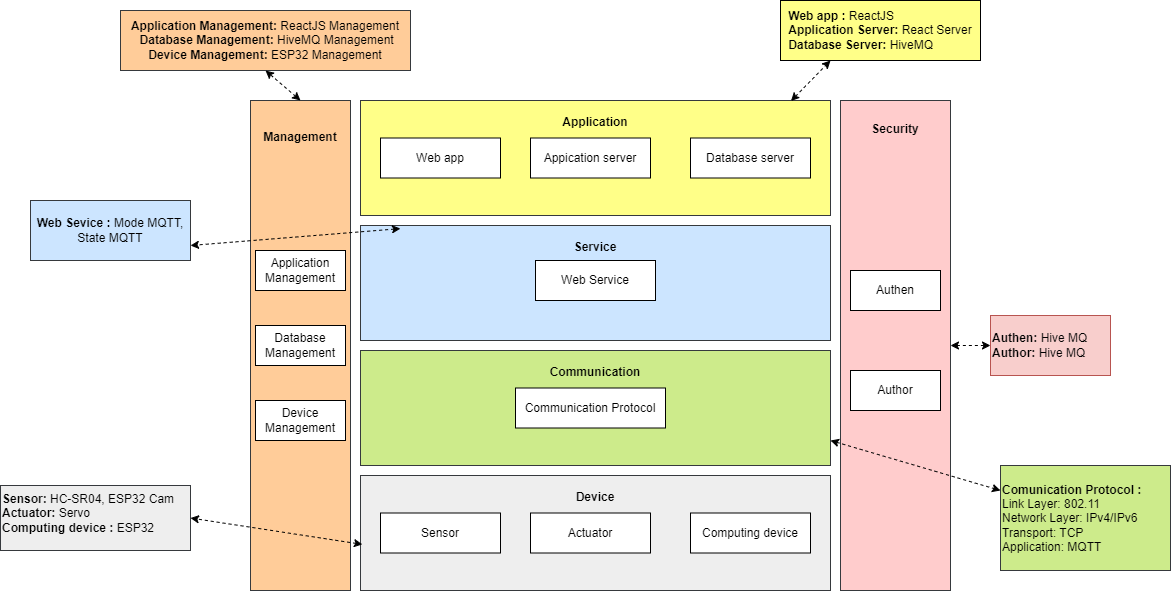 Application Management: ReactJS Management
Database Management: HiveMQ Management
Device Management: ESP32 Management
Web app : ReactJS
Application Server: React Server
Database Server: HiveMQ
Management
Application
Management
Database
Management
Device
Management
Application
Web app
Appication server
Database server
Security
Authen
Author
Web Sevice : Mode MQTT,
State MQTT
Service
Web Service
Authen: Hive MQ
Author: Hive MQ
Communication
Communication Protocol
Comunication Protocol :
Link Layer: 802.11
Network Layer: IPv4/IPv6
Transport: TCP
Application: MQTT
Sensor: HC-SR04, ESP32 Cam
Actuator: Servo
Computing device : ESP32
Device
Sensor
Actuator
Computing device